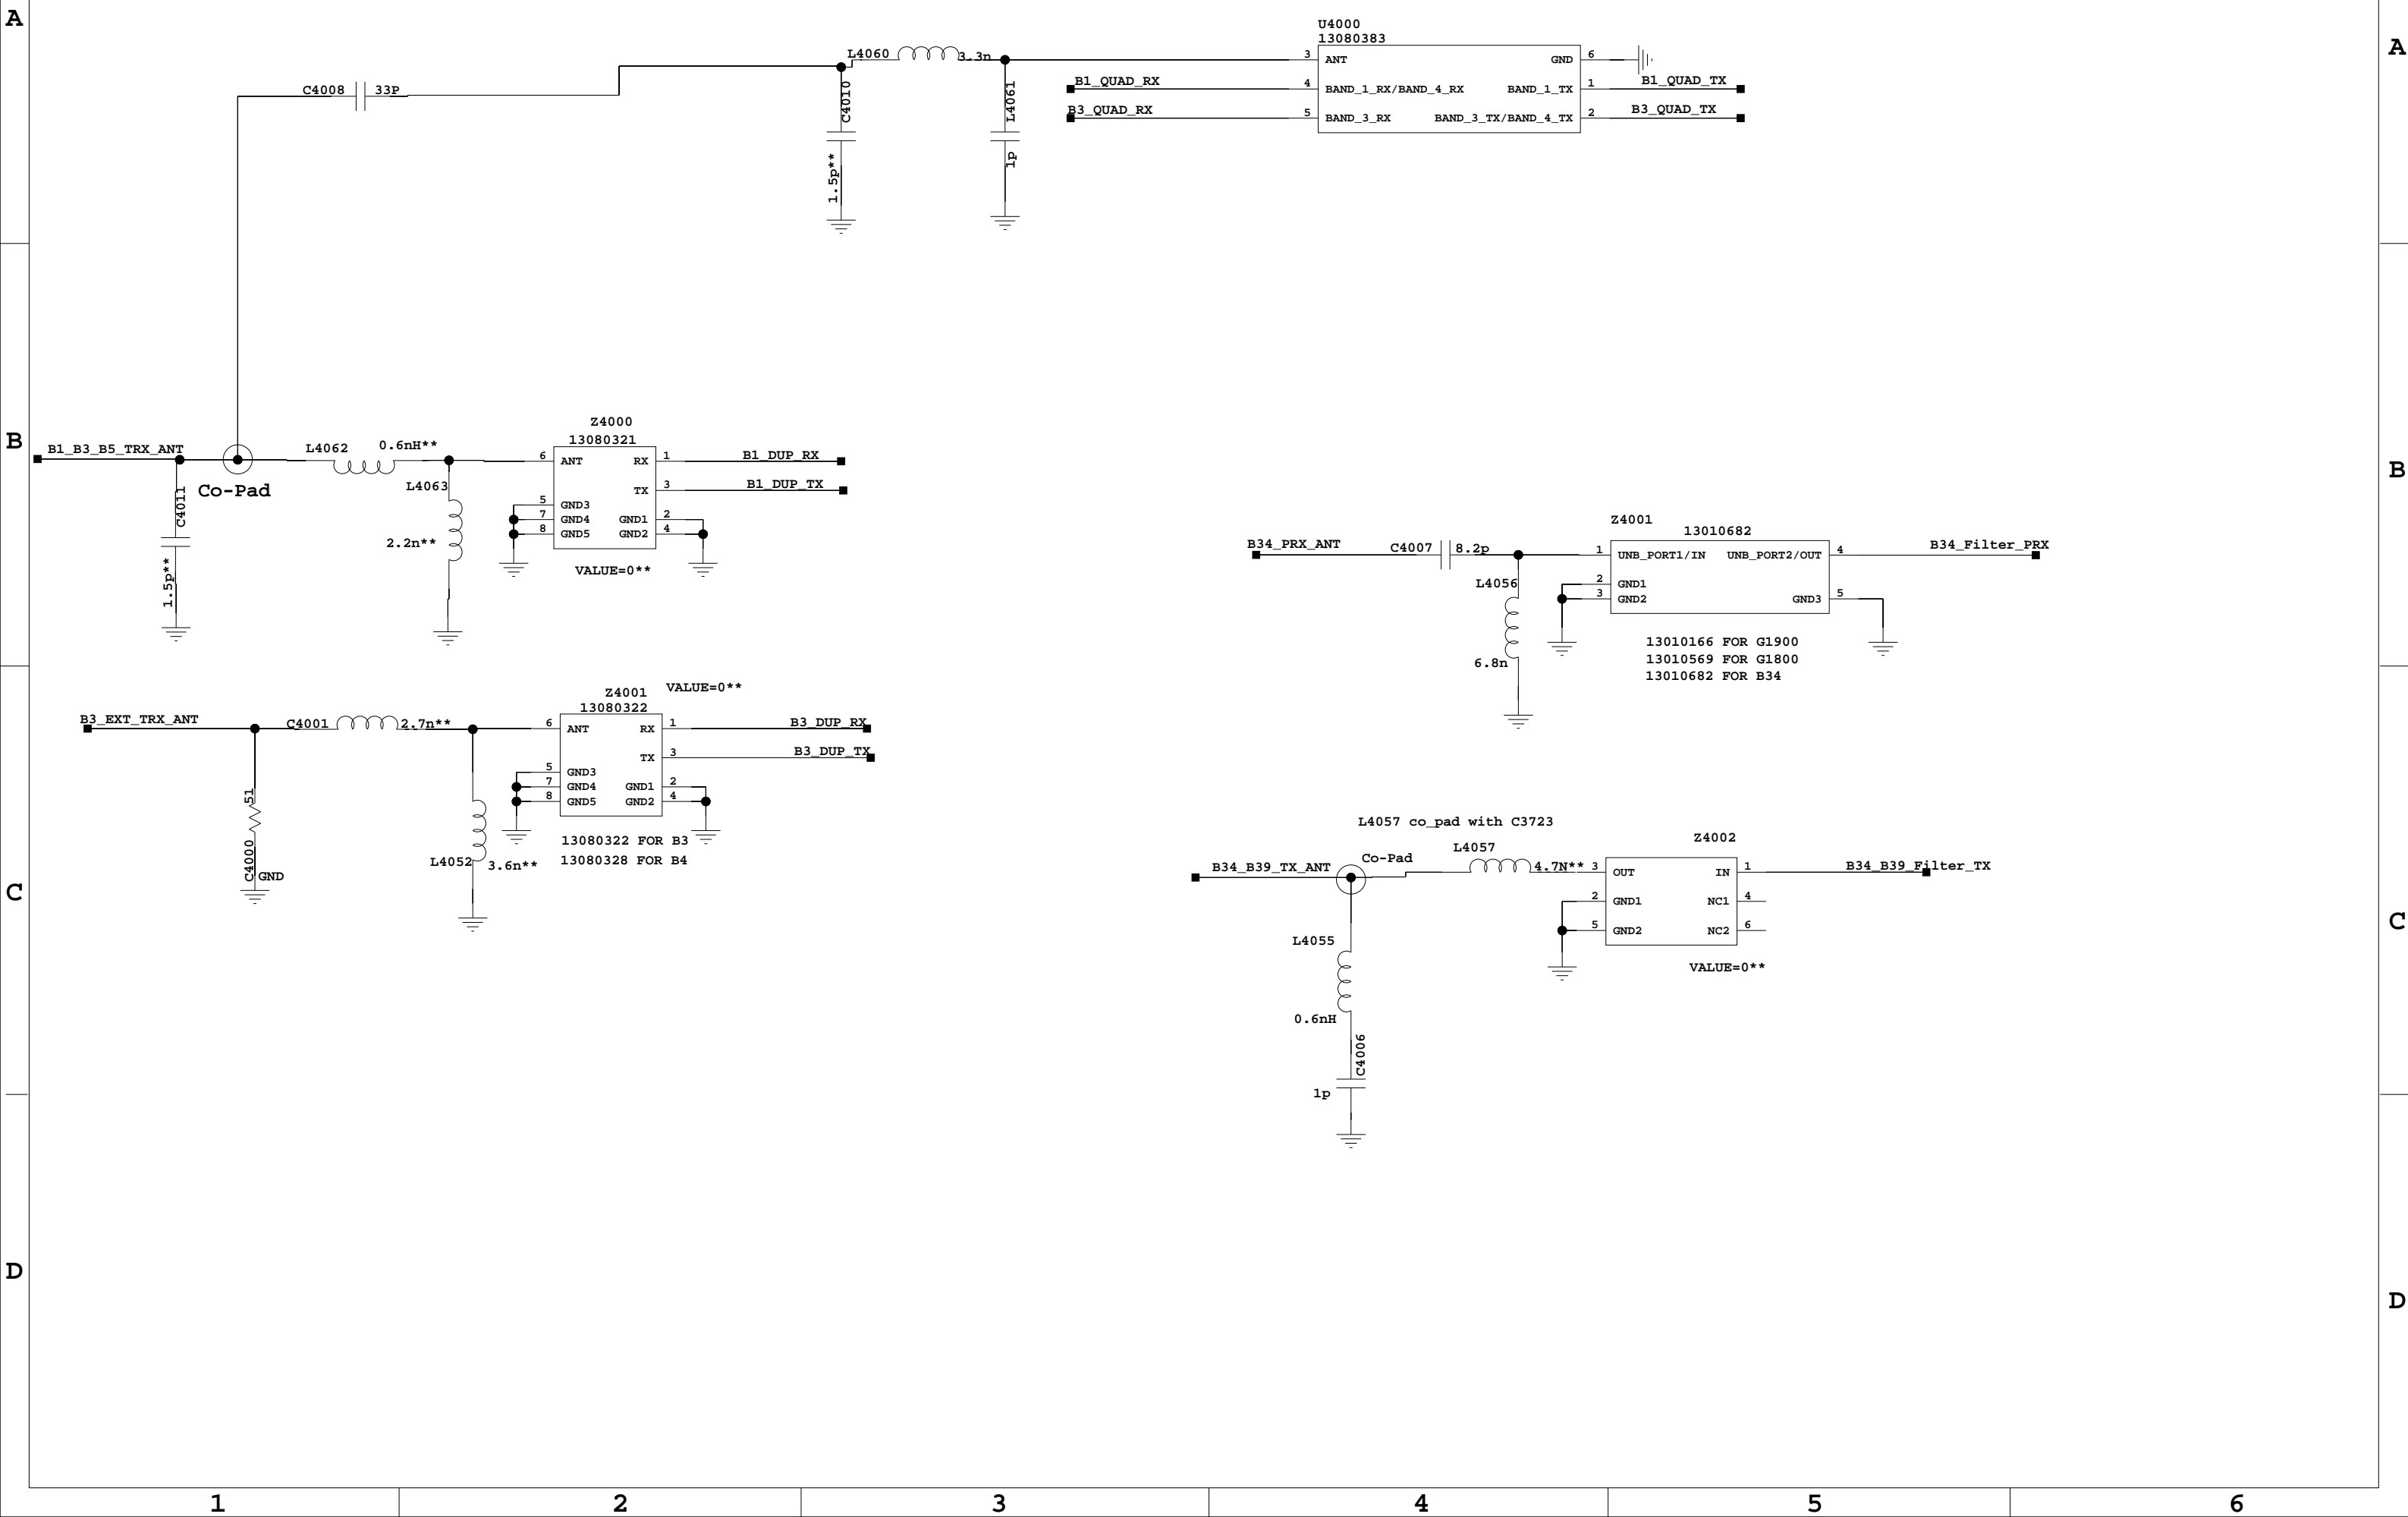 A
A
U4000
13080383
L4060
3.3n
3 ANT GND 6
C4008 33P
C4010
L4061
B1_QUAD_RX
4 BAND_1_RX/BAND_4_RX BAND_1_TX 1
B1_QUAD_TX
B3_QUAD_RX
5 BAND_3_RX BAND_3_TX/BAND_4_TX 2
B3_QUAD_TX
1.5p**
1p
B
B
B1_B3_B5_TRX_ANT
Co-Pad
C4011
1.5p**
L4062
0.6nH**
L4063
2.2n**
Z4000
13080321
6 ANT RX 1
B1_DUP_RX
TX 3
B1_DUP_TX
5 GND3
7 GND4 GND1 2
8 GND5 GND2 4
VALUE=0**
B34_PRX_ANT
C4007 8.2p
L4056
6.8n
Z4001
13010682
1 UNB_PORT1/IN UNB_PORT2/OUT 4
B34_Filter_PRX
2 GND1
3 GND2 GND3 5
13010166 FOR G1900
13010569 FOR G1800
13010682 FOR B34
B3_EXT_TRX_ANT
C4001
2.7n**
51
C4000
GND
L4052
3.6n**
Z4001
VALUE=0**
13080322
6 ANT RX 1
B3_DUP_RX
TX 3
B3_DUP_TX
5 GND3
7 GND4 GND1 2
8 GND5 GND2 4
13080322 FOR B3
13080328 FOR B4
L4057 co_pad with C3723
L4057
Z4002
B34_B39_TX_ANT
Co-Pad
4.7N**
3 OUT IN 1
B34_B39_Filter_TX
2 GND1 NC1 4
5 GND2 NC2 6
VALUE=0**
L4055
0.6nH
C4006
1p
C
C
D
D
1
2
3
4
5
6